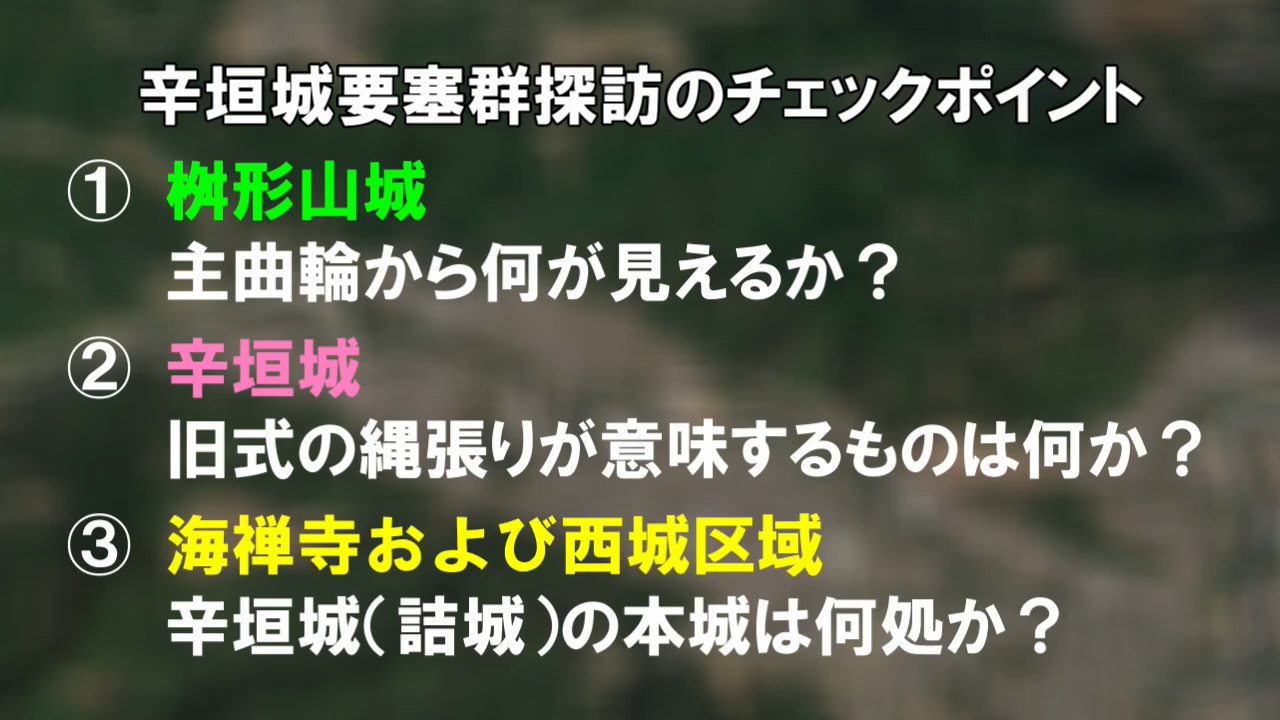 辛垣城要塞群探訪のチェックポイント
① 桝形山城
主曲輪から何が見えるか？
② 辛垣城
旧式の縄張りが意味するものは何か？
③ 海禅寺および西城区域
辛垣城（詰城）の本城は何処か？